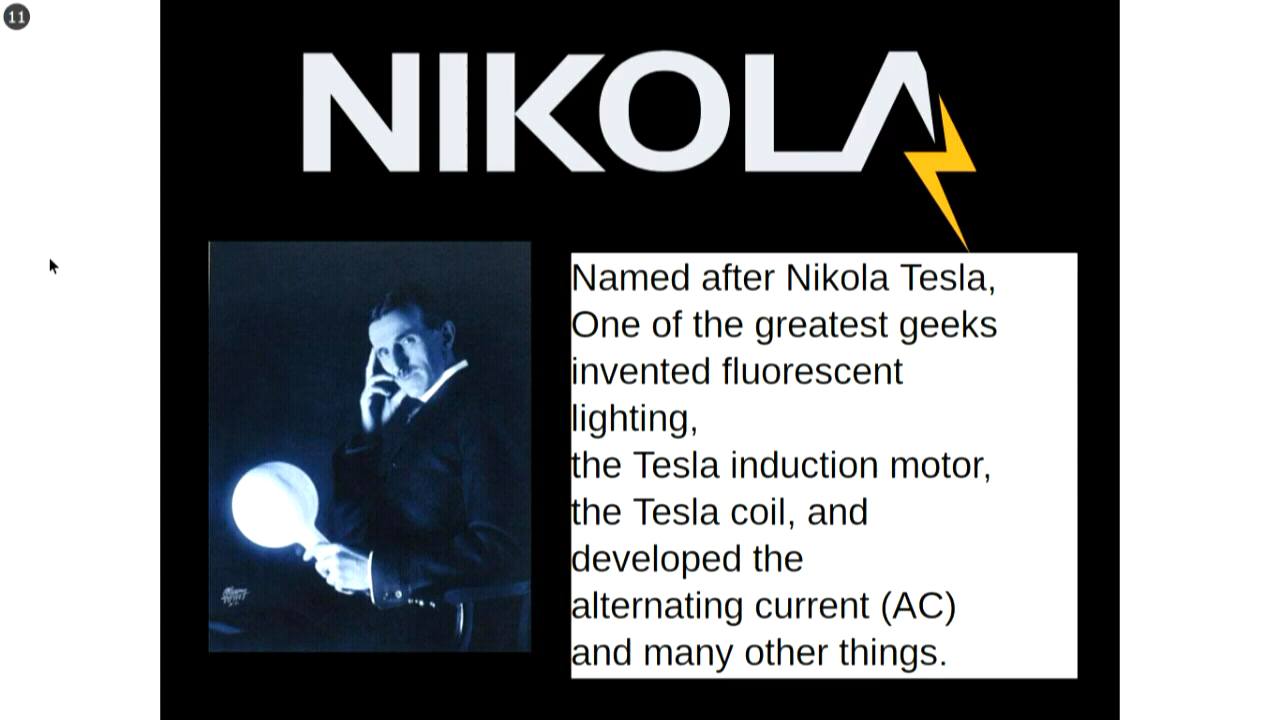 11
NIKOLA
Named after Nikola Tesla,
One of the greatest geeks
invented fluorescent
lighting,
the Tesla induction motor,
the Tesla coil, and
developed the
alternating current (AC)
and many other things.